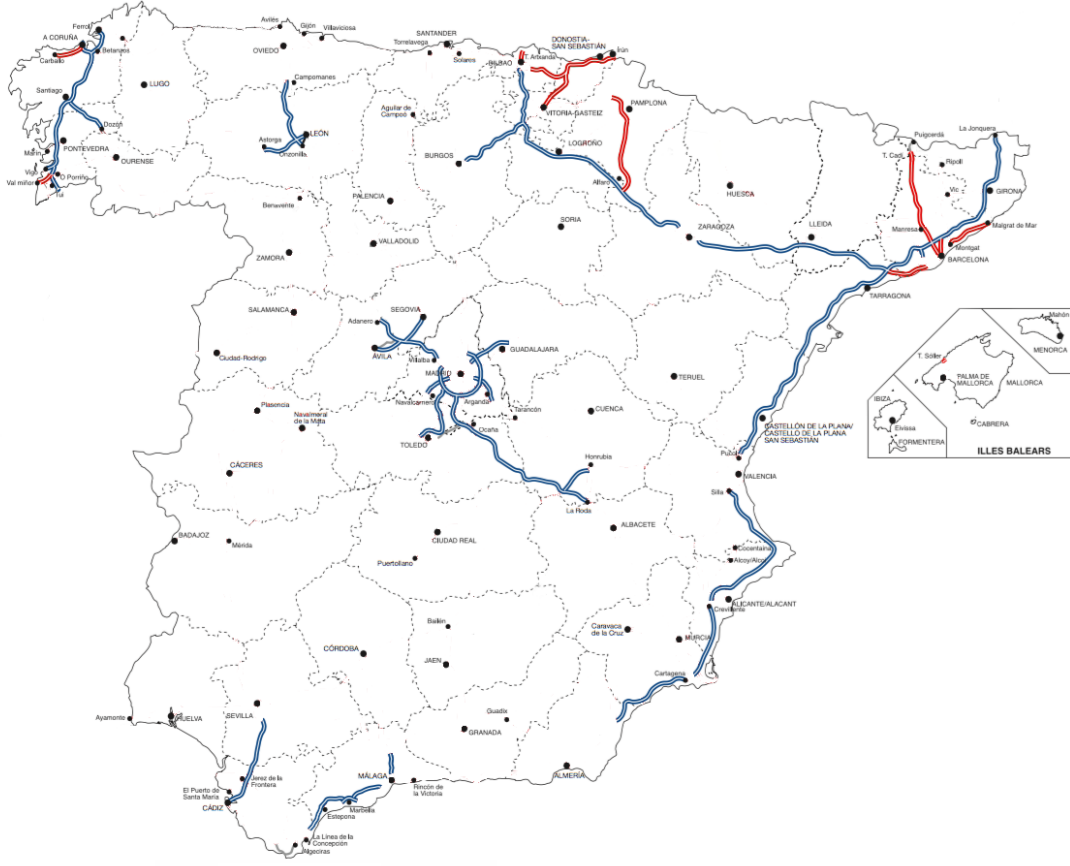 Ferrol
A CORUÑA
Betanzos
Carballo
LUGO
Santiago
Dozón
Marín
PONTEVEDRA
OURENSE
Vigo
O Porriño
Val miñor
Tui
Avilés
Gijón
Villaviciosa
OVIEDO
Campomanes
LEÓN
Astorga
Onzonilla
Benavente
SANTANDER
Torrelavega
Solares
Aguilar
de Campoó
BURGOS
PALENCIA
VALLADOLID
ZAMORA
DONOSTIA-
SAN SEBASTIÁN
Irún
T. Artxanda
BILBAO
VITORIA-GASTEIZ
PAMPLONA
LOGROÑO
Alfaro
SORIA
HUESCA
ZARAGOZA
LLEIDA
Puigcerdá
La Jonquera
T. Cadí
Ripoll
Vic
GIRONA
Manresa
Malgrat de Mar
Montgat
BARCELONA
TARRAGONA
SALAMANCA
Ciudad-Rodrigo
Adanero
SEGOVIA
ÁVILA
Villalba
GUADALAJARA
MADRID
Navalcarnero
Arganda
Tarancón
Ocaña
TOLEDO
CUENCA
TERUEL
Honrubia
La Roda
Plasencia
Navalmoral
de la Mata
CÁCERES
BADAJOZ
Mérida
CIUDAD REAL
Puertollano
ALBACETE
CASTELLÓN DE LA PLANA/
CASTELLÓ DE LA PLANA
SAN SEBASTIÁN
Puzol
VALENCIA
Silla
Cocentaina
Alcoy/Alcoi
ALICANTE/ALACANT
Crevillente
Caravaca
de la Cruz
MURCIA
Cartagena
Bailén
CÓRDOBA
JAEN
Guadix
GRANADA
ALMERÍA
Ayamonte
HUELVA
SEVILLA
El Puerto de
Santa María
Jerez de la
Frontera
CÁDIZ
MÁLAGA
Rincón de
la Victoria
Marbella
Estepona
La Línea de la
Concepción
Algeciras
Mahón
MENORCA
T. Sóller
PALMA DE
MALLORCA
MALLORCA
CABRERA
IBIZA
Eivissa
FORMENTERA
ILLES BALEARS